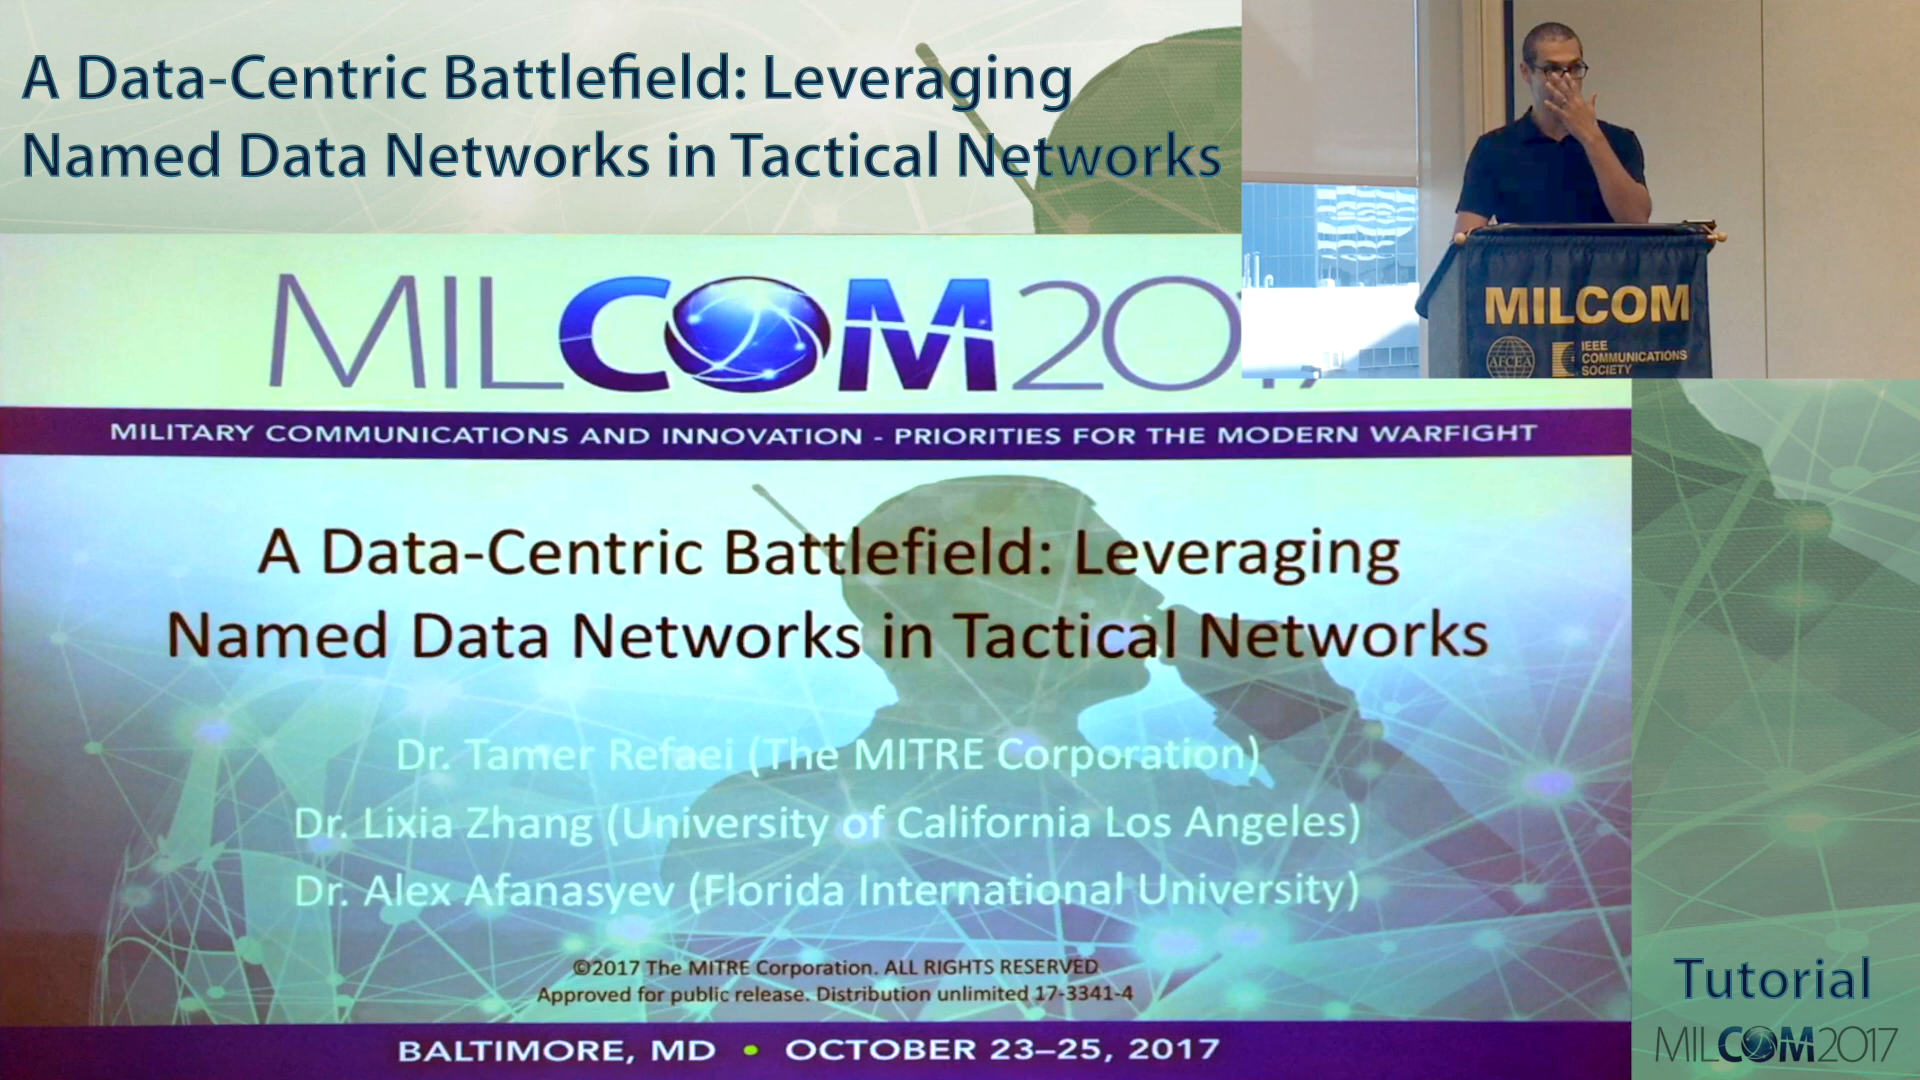 A Data-Centric Battlefield: Leveraging
Named Data Networks in Tactical Networks
MILCOM
AFCEA
IEEE
COMMUNICATIONS
SOCIETY
MILCOM 2017
MILITARY COMMUNICATIONS AND INNOVATION - PRIORITIES FOR THE MODERN WARFIGHT
A Data-Centric Battlefield: Leveraging
Named Data Networks in Tactical Networks
Dr. Tamer Refaei (The MITRE Corporation)
Dr. Lixia Zhang (University of California Los Angeles)
Dr. Alex Afanasyev (Florida International University)
©2017 The MITRE Corporation. ALL RIGHTS RESERVED
Approved for public release. Distribution unlimited 17-3341-4
BALTIMORE, MD • OCTOBER 23–25, 2017
Tutorial
MILCOM2017